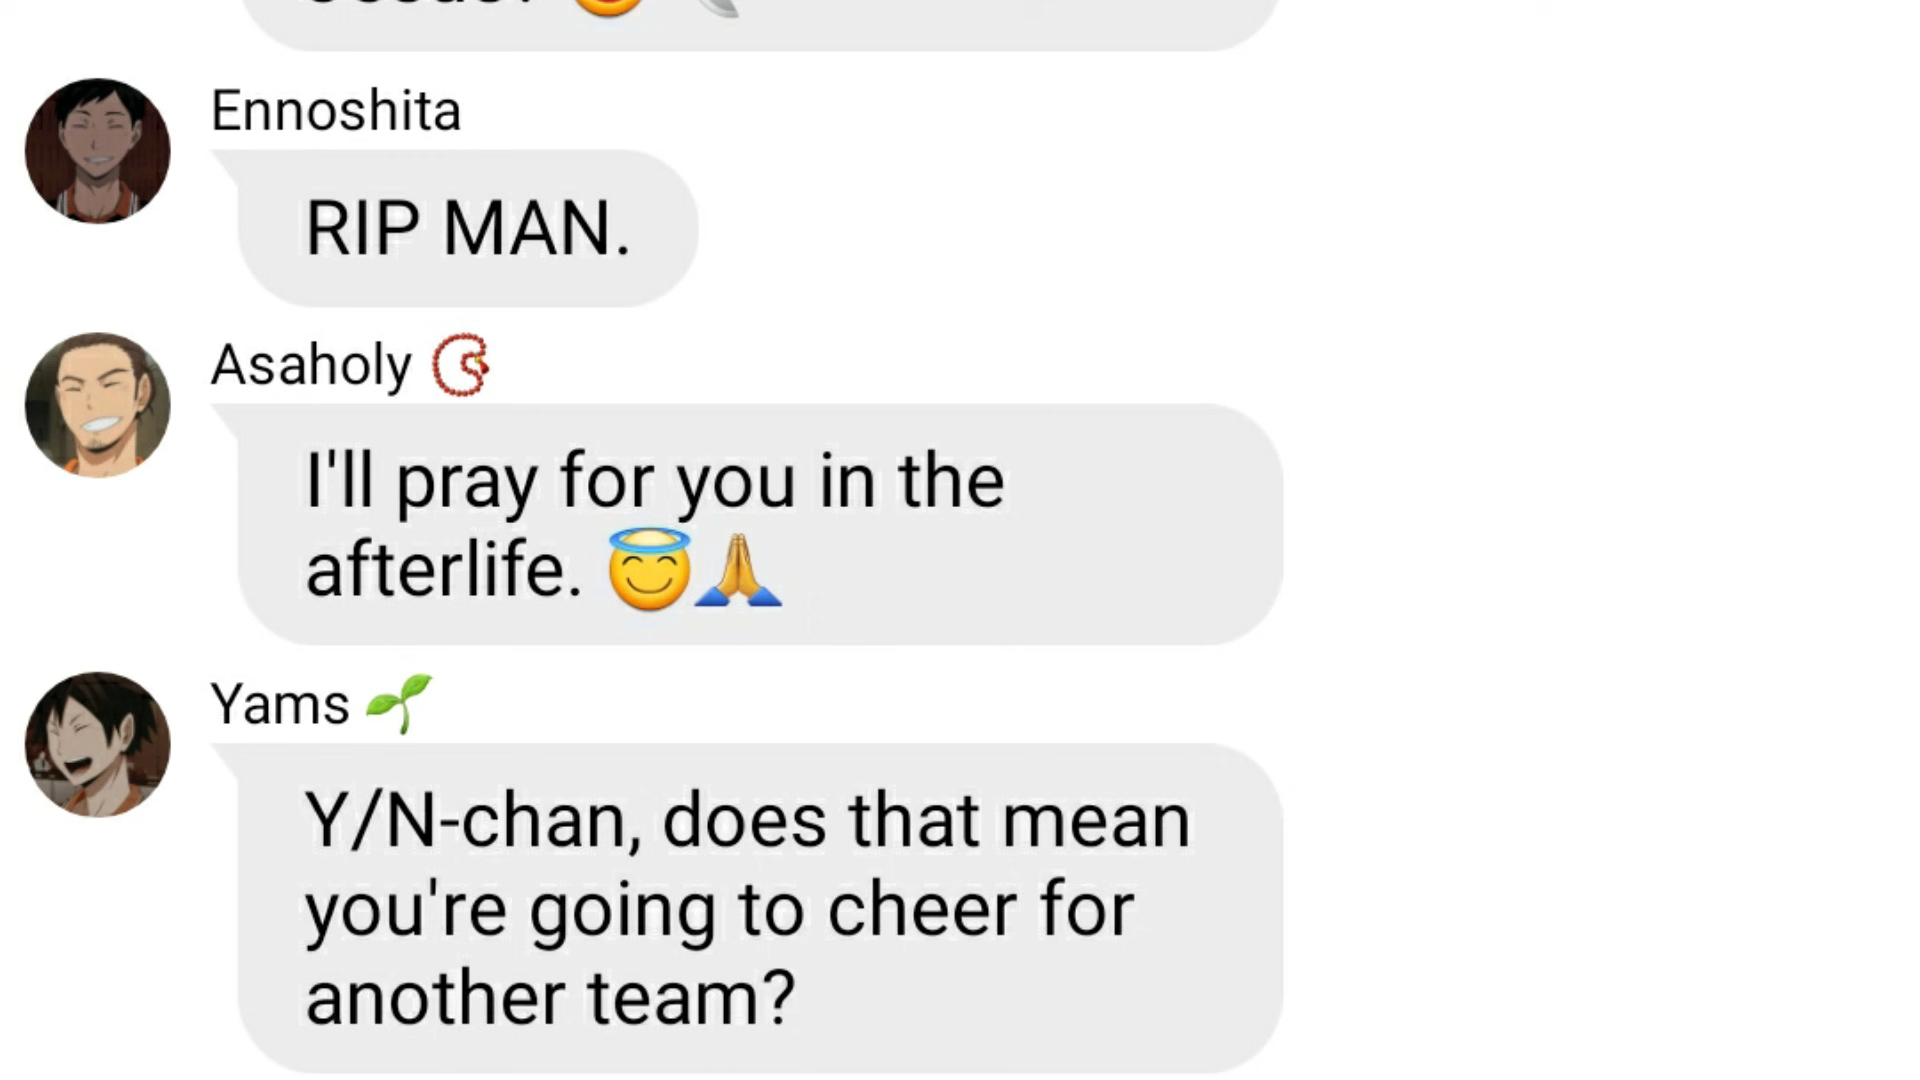 Ennoshita
RIP MAN.
Asaholy 📿
I'll pray for you in the
afterlife. 😇🙏
Yams 🌱
Y/N-chan, does that mean
you're going to cheer for
another team?